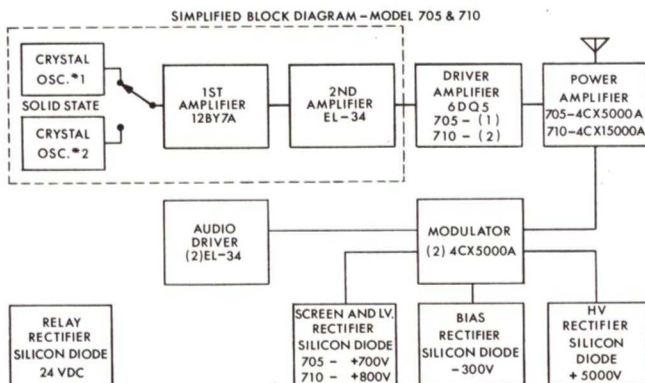 SIMPLIFIED BLOCK DIAGRAM - MODEL 705 & 710
CRYSTAL
OSC. #1
SOLID STATE
CRYSTAL
OSC. #2
1ST
AMPLIFIER
12BY7A
2ND
AMPLIFIER
EL-34
DRIVER
AMPLIFIER
6DQ5
705 - (1)
710 - (2)
POWER
AMPLIFIER
705-4CX5000A
710-4CX15000A
AUDIO
DRIVER
(2)EL-34
MODULATOR
(2) 4CX5000A
RELAY
RECTIFIER
SILICON DIODE
24 VDC
SCREEN AND LV.
RECTIFIER
SILICON DIODE
705 - +700V
710 - +800V
BIAS
RECTIFIER
SILICON DIODE
-300V
HV
RECTIFIER
SILICON
DIODE
+5000V